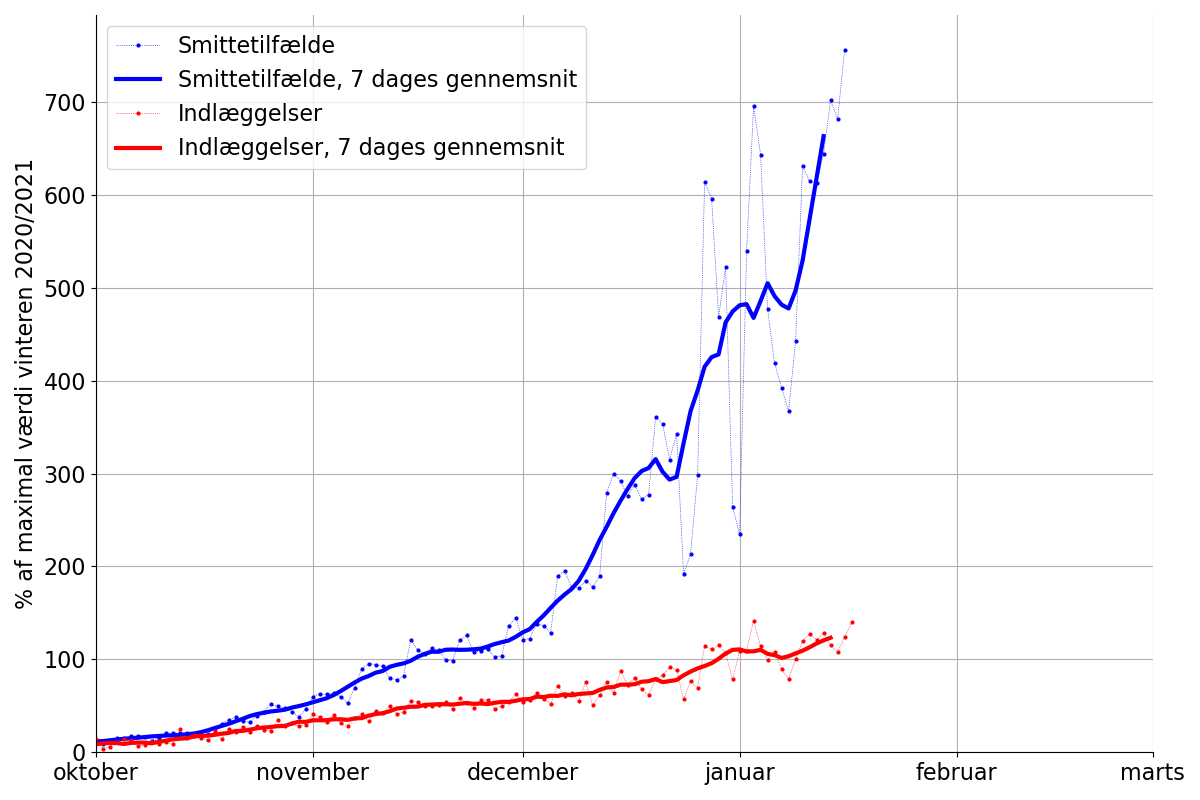 Smittetilfælde
Smittetilfælde, 7 dages gennemsnit
Indlæggelser
Indlæggelser, 7 dages gennemsnit
% af maximal værdi vinteren 2020/2021
700
600
500
400
300
200
100
0
oktober november december januar februar marts